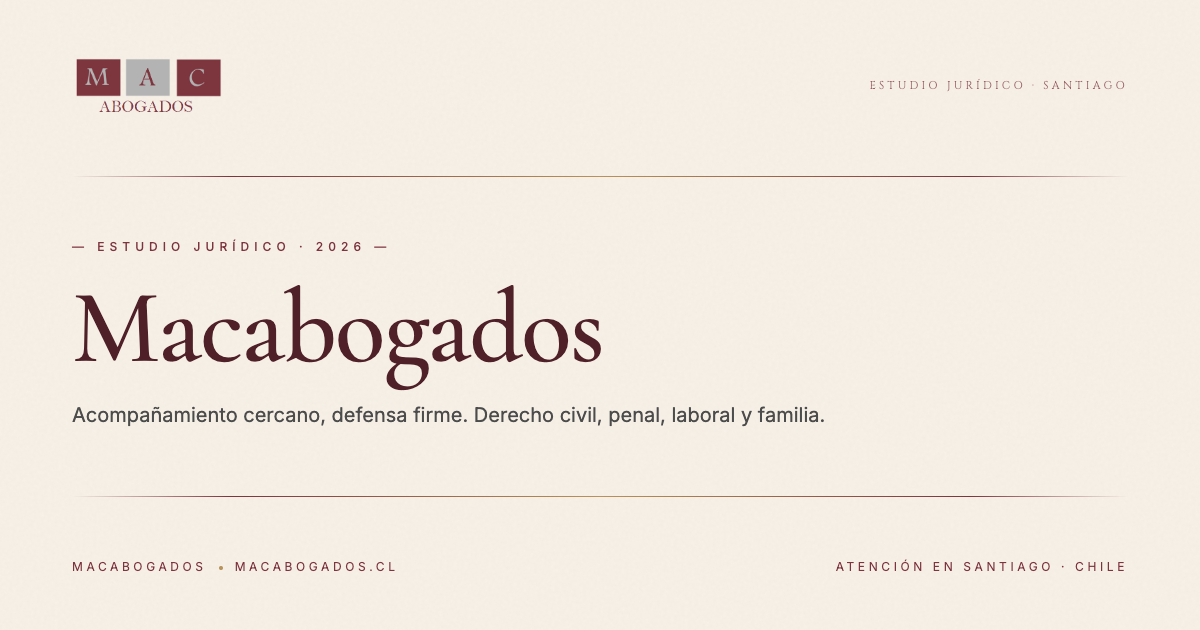 M A C
ABOGADOS
ESTUDIO JURÍDICO · SANTIAGO
— ESTUDIO JURÍDICO · 2026 —
Macabogados
Acompañamiento cercano, defensa firme. Derecho civil, penal, laboral y familia.
MACABOGADOS • MACABOGADOS.CL
ATENCIÓN EN SANTIAGO · CHILE